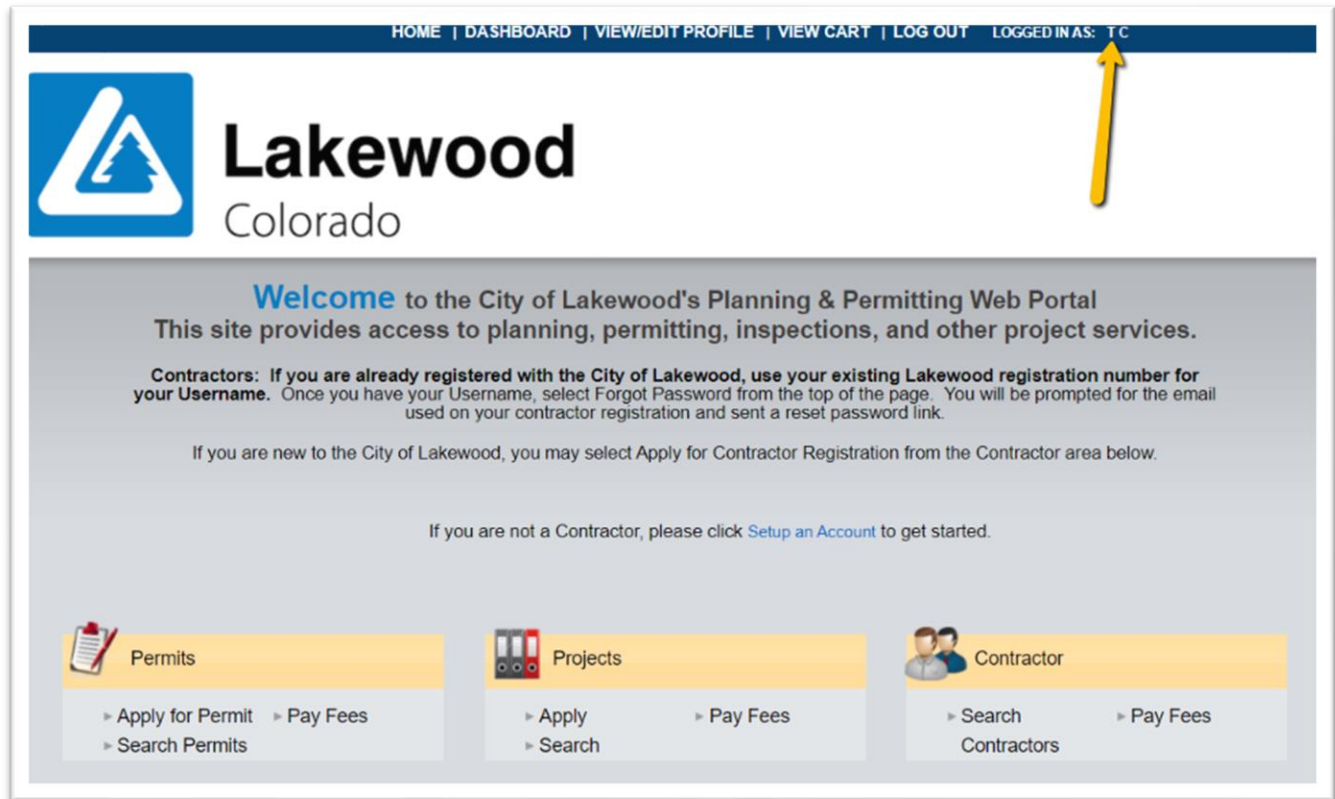 HOME | DASHBOARD | VIEW/EDIT PROFILE | VIEW CART | LOG OUT LOGGED IN AS: T C
Lakewood
Colorado
Welcome to the City of Lakewood's Planning & Permitting Web Portal
This site provides access to planning, permitting, inspections, and other project services.
Contractors: If you are already registered with the City of Lakewood, use your existing Lakewood registration number for
your Username. Once you have your Username, select Forgot Password from the top of the page. You will be prompted for the email
used on your contractor registration and sent a reset password link.
If you are new to the City of Lakewood, you may select Apply for Contractor Registration from the Contractor area below.
If you are not a Contractor, please click Setup an Account to get started.
Permits
Apply for Permit Pay Fees
Search Permits
Projects
Apply Pay Fees
Search
Contractor
Search Pay Fees
Contractors